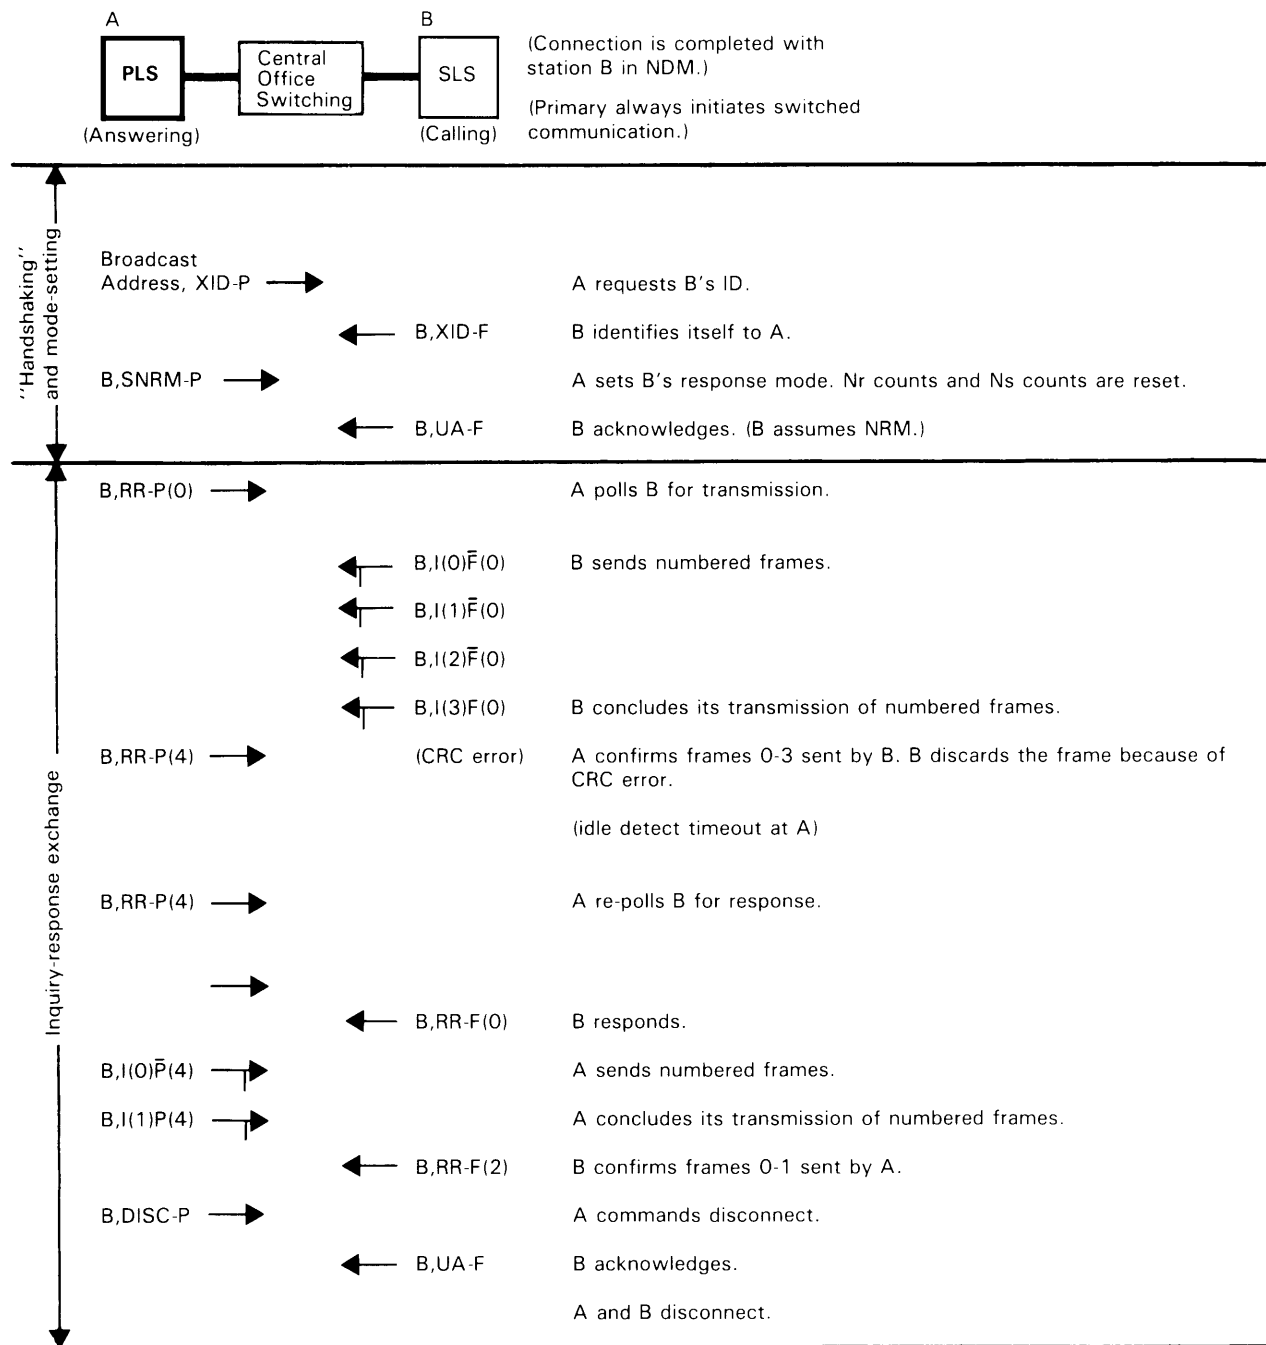 A
B
PLS
Central
Office
Switching
SLS
(Answering)
(Calling)
(Connection is completed with
station B in NDM.)
(Primary always initiates switched
communication.)
"Handshaking"
and mode-setting
Broadcast
Address, XID-P
A requests B's ID.
B,XID-F
B identifies itself to A.
B,SNRM-P
A sets B's response mode. Nr counts and Ns counts are reset.
B,UA-F
B acknowledges. (B assumes NRM.)
Inquiry-response exchange
B,RR-P(0)
A polls B for transmission.
B,I(0)F̅(0)
B sends numbered frames.
B,I(1)F̅(0)
B,I(2)F̅(0)
B,I(3)F(0)
B concludes its transmission of numbered frames.
B,RR-P(4)
(CRC error)
A confirms frames 0-3 sent by B. B discards the frame because of
CRC error.
(idle detect timeout at A)
B,RR-P(4)
A re-polls B for response.
B,RR-F(0)
B responds.
B,I(0)P̅(4)
A sends numbered frames.
B,I(1)P(4)
A concludes its transmission of numbered frames.
B,RR-F(2)
B confirms frames 0-1 sent by A.
B,DISC-P
A commands disconnect.
B,UA-F
B acknowledges.
A and B disconnect.